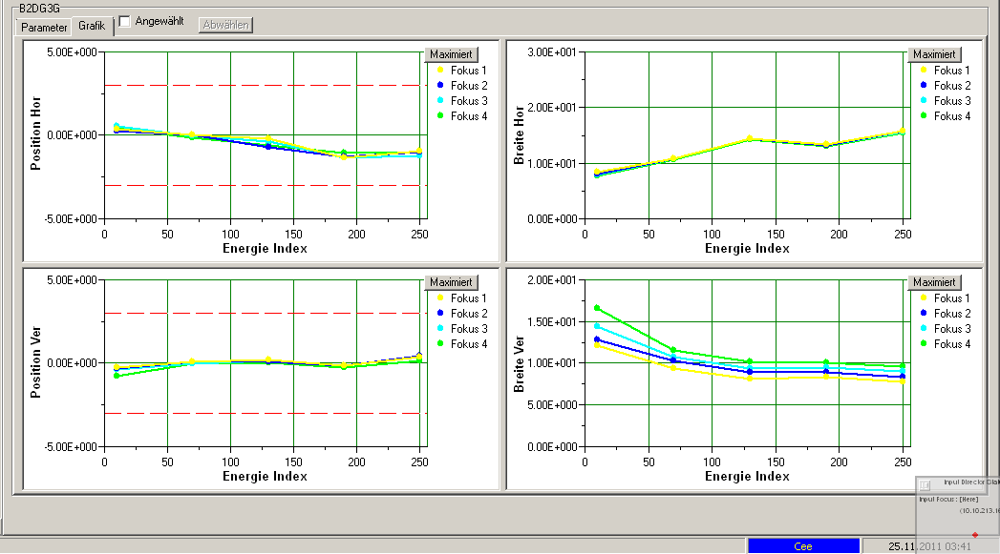 B2DG3G
Parameter Grafik Angewählt Abwählen
Maximiert
Fokus 1
Fokus 2
Fokus 3
Fokus 4
Position Hor
5.00E+000
0.00E+000
-5.00E+000
0 50 100 150 200 250
Energie Index
Maximiert
Fokus 1
Fokus 2
Fokus 3
Fokus 4
Breite Hor
3.00E+001
2.00E+001
1.00E+001
0.00E+000
0 50 100 150 200 250
Energie Index
Maximiert
Fokus 1
Fokus 2
Fokus 3
Fokus 4
Position Ver
5.00E+000
0.00E+000
-5.00E+000
0 50 100 150 200 250
Energie Index
Maximiert
Fokus 1
Fokus 2
Fokus 3
Fokus 4
Breite Ver
2.00E+001
1.50E+001
1.00E+001
5.00E+000
0.00E+000
0 50 100 150 200 250
Energie Index
Input Director
Input Focus: [Here]
(10.10.213.1
Cee
25.11.2011 03:41